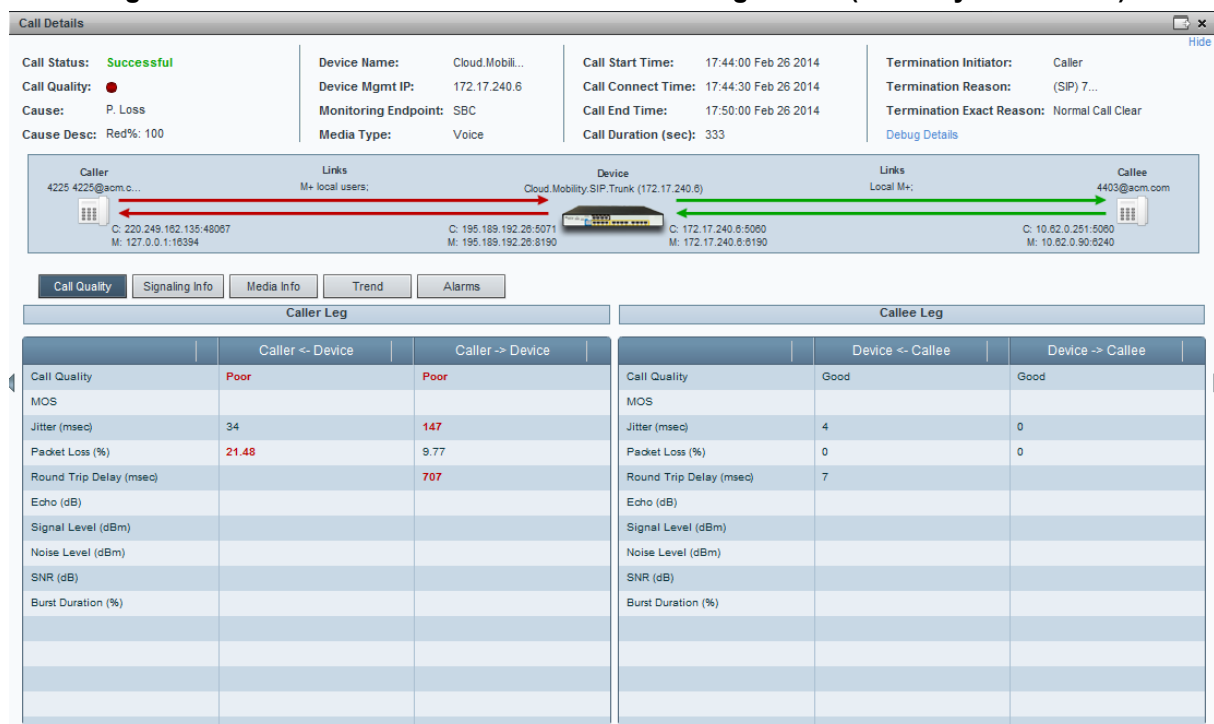 Call Details
Hide
Call Status: Successful Device Name: Cloud.Mobili... Call Start Time: 17:44:00 Feb 26 2014 Termination Initiator: Caller
Call Quality: Device Mgmt IP: 172.17.240.6 Call Connect Time: 17:44:30 Feb 26 2014 Termination Reason: (SIP) 7...
Cause: P. Loss Monitoring Endpoint: SBC Call End Time: 17:50:00 Feb 26 2014 Termination Exact Reason: Normal Call Clear
Cause Desc: Red%: 100 Media Type: Voice Call Duration (sec): 333 Debug Details
Caller Links Device Links Callee
4225 4225@acm.c... M+ local users; Cloud.Mobility.SIP.Trunk (172.17.240.6) Local M+; 4403@acm.com
C: 220.249.162.135:48067 C: 195.189.192.26:5071 C: 172.17.240.6:5060 C: 10.62.0.251:5060
M: 127.0.0.1:16394 M: 195.189.192.26:8190 M: 172.17.240.6:6190 M: 10.62.0.90:6240
Call Quality Signaling Info Media Info Trend Alarms
Caller Leg Callee Leg
Caller <- Device Caller -> Device Device <- Callee Device -> Callee
Call Quality Poor Poor Call Quality Good Good
MOS MOS
Jitter (msec) 34 147 Jitter (msec) 4 0
Packet Loss (%) 21.48 9.77 Packet Loss (%) 0 0
Round Trip Delay (msec) 707 Round Trip Delay (msec) 7
Echo (dB) Echo (dB)
Signal Level (dBm) Signal Level (dBm)
Noise Level (dBm) Noise Level (dBm)
SNR (dB) SNR (dB)
Burst Duration (%) Burst Duration (%)